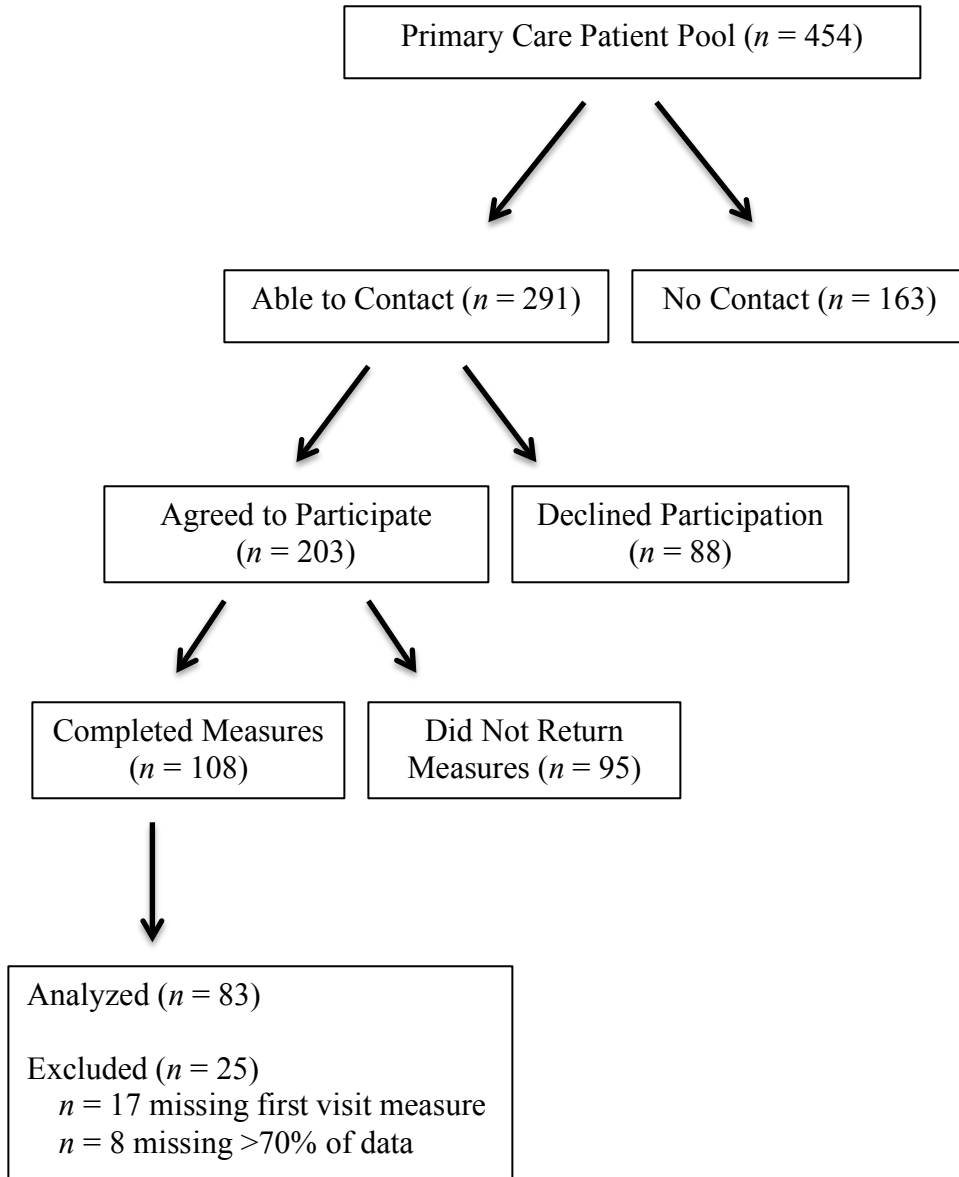 Primary Care Patient Pool (n = 454)
Able to Contact (n = 291)
No Contact (n = 163)
Agreed to Participate
(n = 203)
Declined Participation
(n = 88)
Completed Measures
(n = 108)
Did Not Return
Measures (n = 95)
Analyzed (n = 83)
Excluded (n = 25)
n = 17 missing first visit measure
n = 8 missing >70% of data